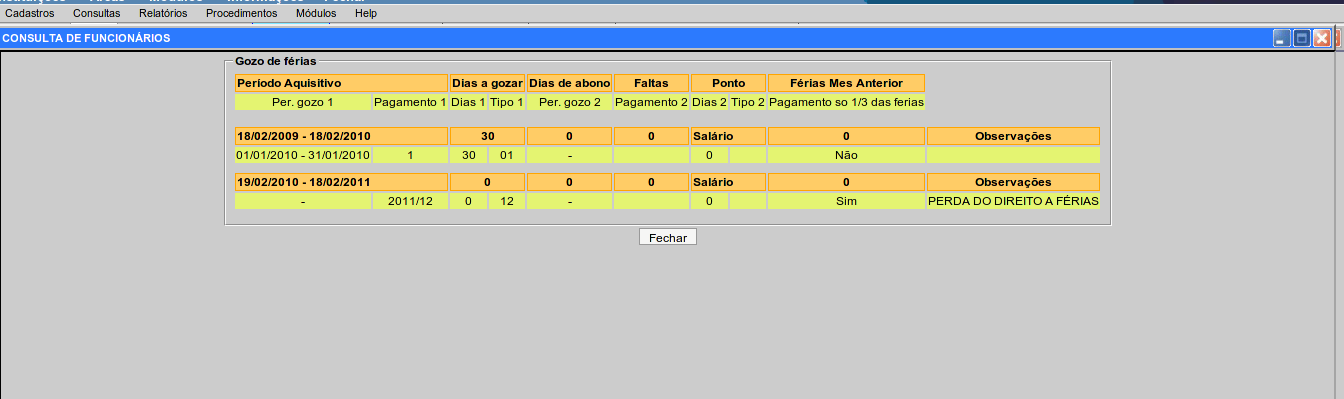 Cadastros Consultas Relatórios Procedimentos Módulos Help
CONSULTA DE FUNCIONÁRIOS
Gozo de férias
Período Aquisitivo Dias a gozar Dias de abono Faltas Ponto Férias Mes Anterior
Per. gozo 1 Pagamento 1 Dias 1 Tipo 1 Per. gozo 2 Pagamento 2 Dias 2 Tipo 2 Pagamento so 1/3 das ferias
18/02/2009 - 18/02/2010 30 0 0 Salário 0 Observações
01/01/2010 - 31/01/2010 1 30 01 - 0 Não
19/02/2010 - 18/02/2011 0 0 0 Salário 0 Observações
- 2011/12 0 12 - 0 Sim PERDA DO DIREITO A FÉRIAS
Fechar